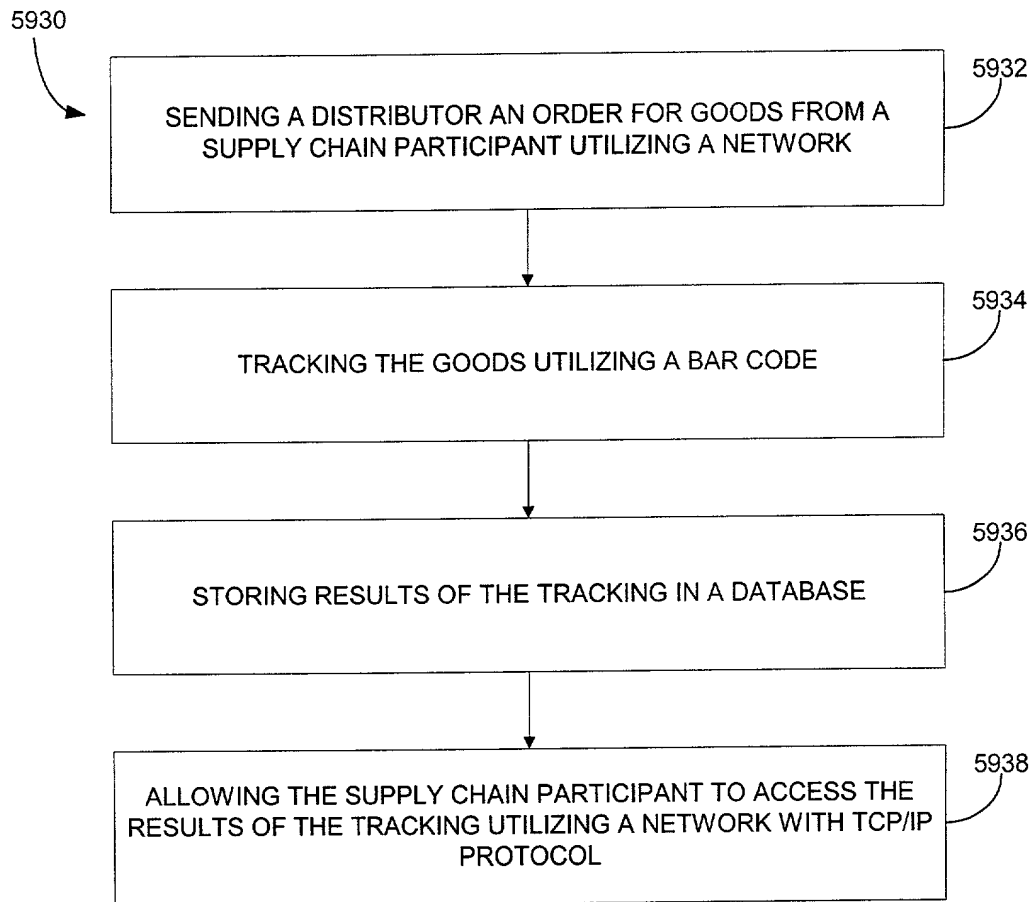 5930
5932
SENDING A DISTRIBUTOR AN ORDER FOR GOODS FROM A
SUPPLY CHAIN PARTICIPANT UTILIZING A NETWORK
5934
TRACKING THE GOODS UTILIZING A BAR CODE
5936
STORING RESULTS OF THE TRACKING IN A DATABASE
5938
ALLOWING THE SUPPLY CHAIN PARTICIPANT TO ACCESS THE
RESULTS OF THE TRACKING UTILIZING A NETWORK WITH TCP/IP
PROTOCOL